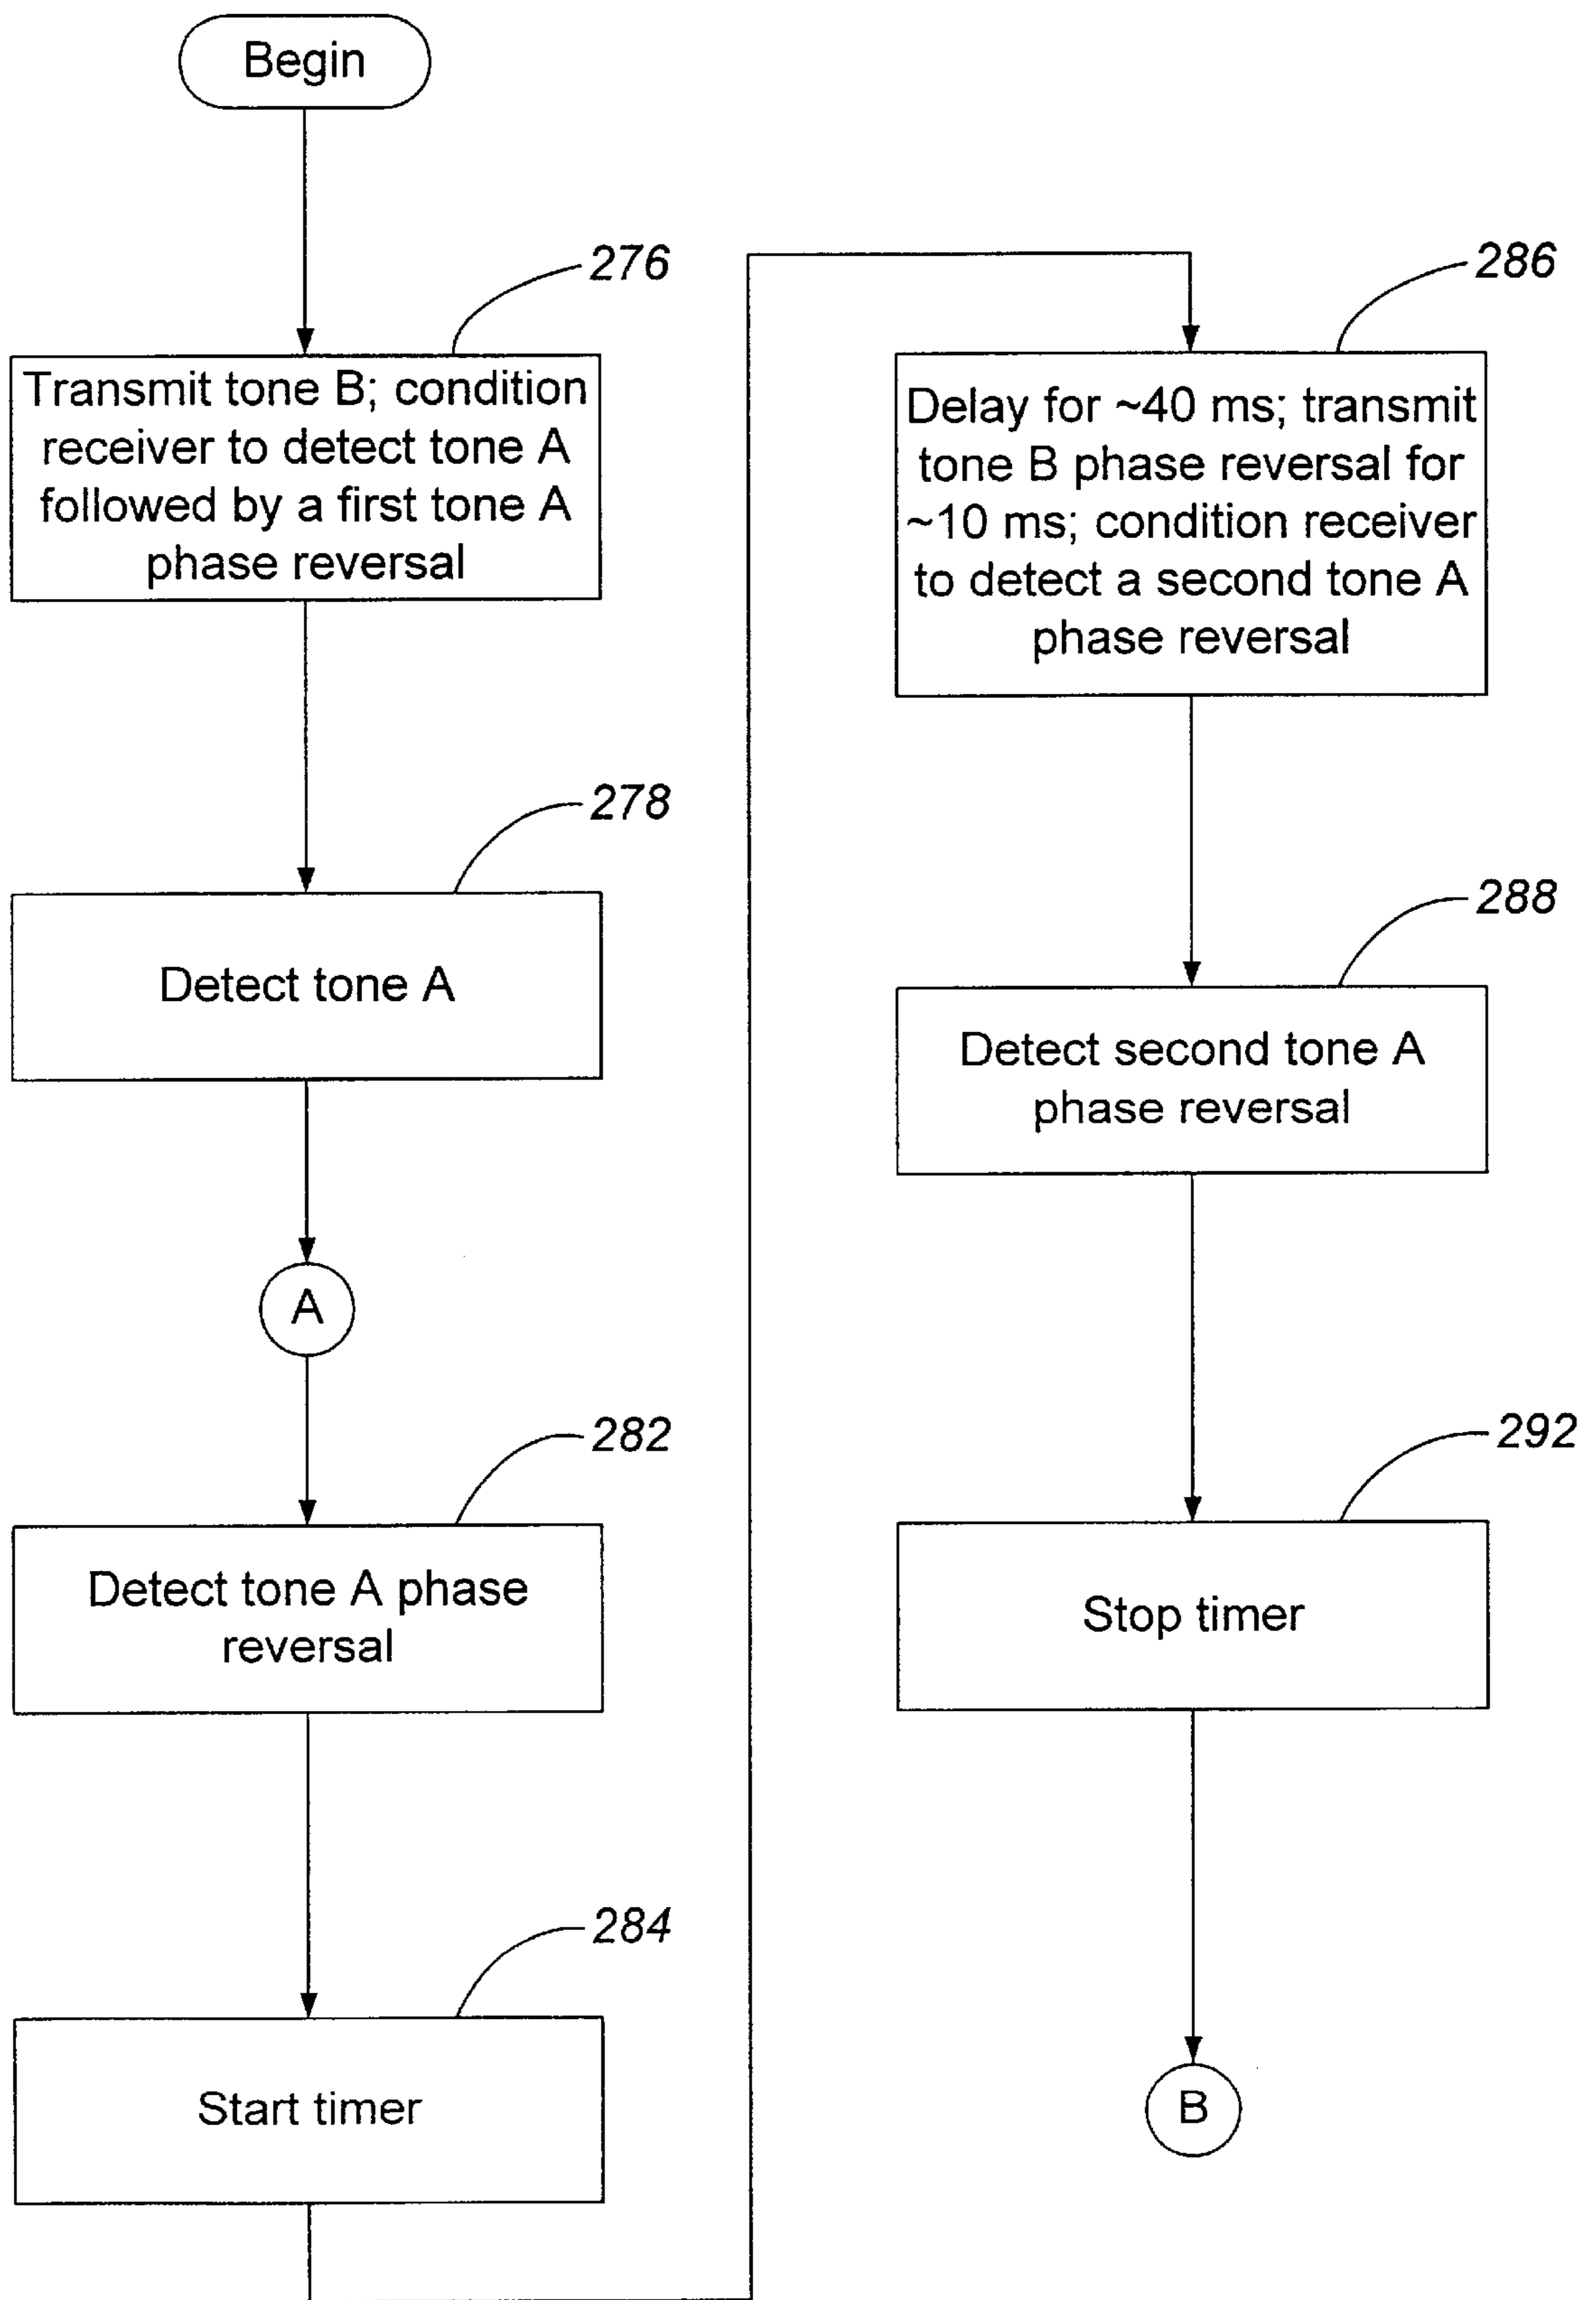 Begin
276
Transmit tone B; condition
receiver to detect tone A
followed by a first tone A
phase reversal
278
Detect tone A
A
282
Detect tone A phase
reversal
284
Start timer
286
Delay for ~40 ms; transmit
tone B phase reversal for
~10 ms; condition receiver
to detect a second tone A
phase reversal
288
Detect second tone A
phase reversal
292
Stop timer
B